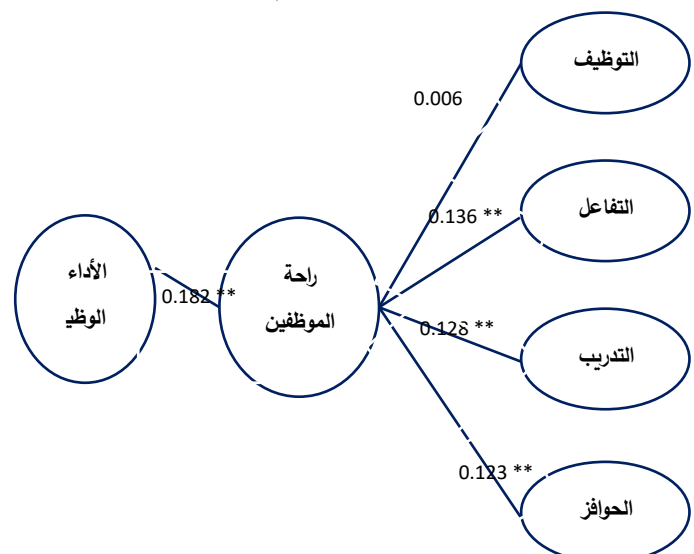 التوظيف
0.006
التفاعل
0.136 **
راحة
الموظفين
الأداء
الوظي
0.182 **
0.128 **
التدريب
0.123 **
الحوافز